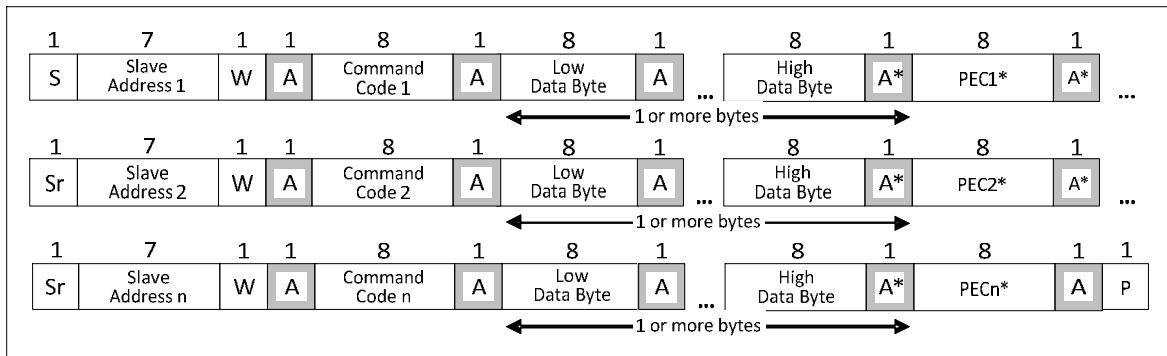 1 7 1 1 8 1 8 1 8 1 8 1
S Slave Address 1 W A Command Code 1 A Low Data Byte A ... High Data Byte A* PEC1* A* ...
1 or more bytes
1 7 1 1 8 1 8 1 8 1 8 1
Sr Slave Address 2 W A Command Code 2 A Low Data Byte A ... High Data Byte A* PEC2* A* ...
1 or more bytes
1 7 1 1 8 1 8 1 8 1 8 1 1
Sr Slave Address n W A Command Code n A Low Data Byte A ... High Data Byte A* PECn* A P
1 or more bytes